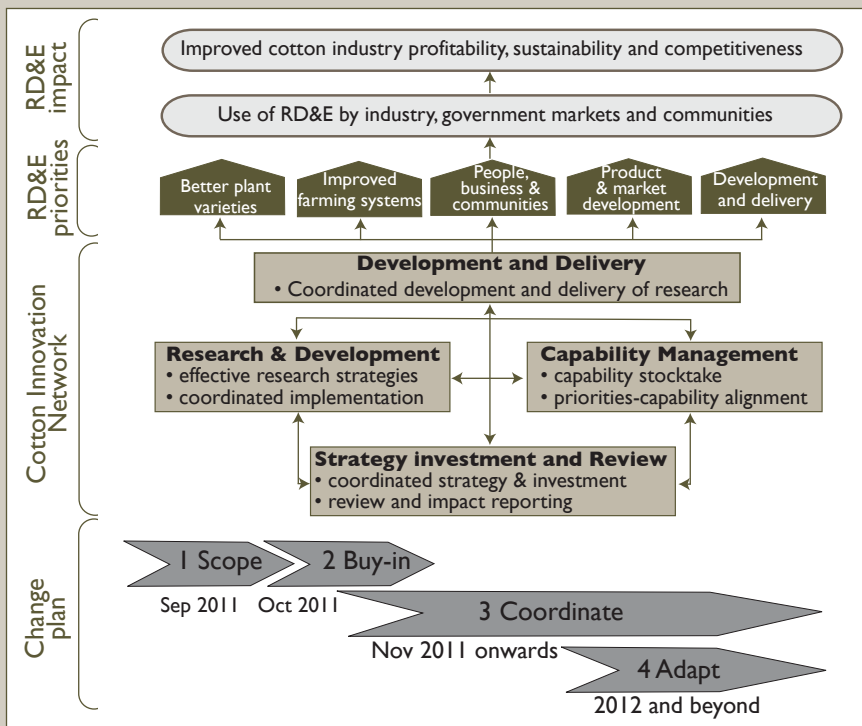 RD&E
impact
Improved cotton industry profitability, sustainability and competitiveness
Use of RD&E by industry, government markets and communities
RD&E
priorities
Better plant
varieties
Improved
farming systems
People,
business &
communities
Product
& market
development
Development
and delivery
Cotton Innovation
Network
Development and Delivery
• Coordinated development and delivery of research
Research & Development
• effective research strategies
• coordinated implementation
Capability Management
• capability stocktake
• priorities-capability alignment
Strategy investment and Review
• coordinated strategy & investment
• review and impact reporting
Change
plan
1 Scope
2 Buy-in
Sep 2011
Oct 2011
3 Coordinate
Nov 2011 onwards
4 Adapt
2012 and beyond